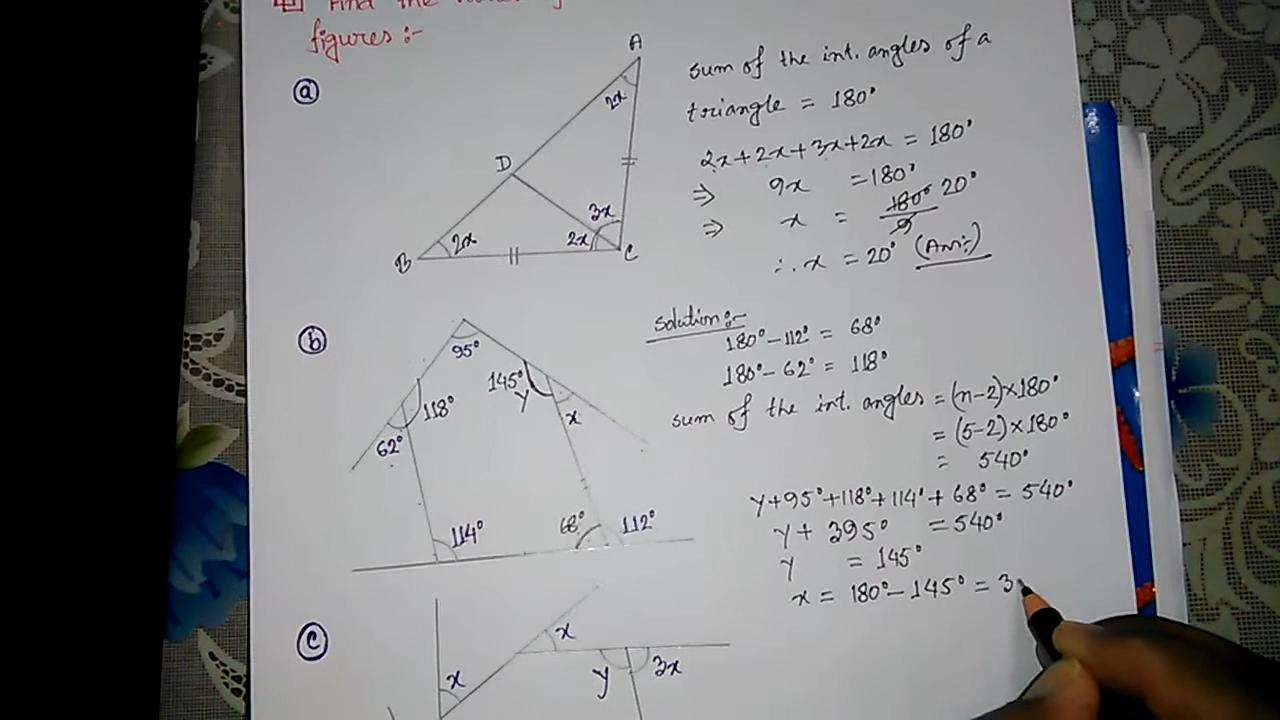 Find the
figures :-
ⓐ
A
2x
D
3x
2x
2x
B
C
sum of the int. angles of a
triangle = 180°
2x+2x+3x+2x = 180°
⇒ 9x = 180°
⇒ x = 180°/9 20°
∴ x = 20° (Ans:)
ⓑ
95°
145°
y
x
118°
62°
114°
68°
112°
Solution :-
180° - 112° = 68°
180° - 62° = 118°
sum of the int. angles = (n-2)×180°
= (5-2)×180°
= 540°
y+95°+118°+114°+68° = 540°
y + 395° = 540°
y = 145°
x = 180° - 145° = 3
ⓒ
x
x
y
3x